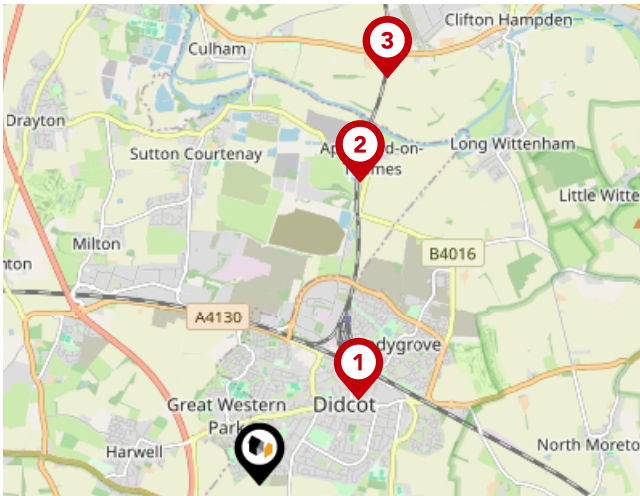 Clifton Hampden
3
Culham
Drayton
2
Sutton Courtenay
Long Wittenham
Little Witte
Milton
nton
B4016
A4130
dygrove
1
Great Western
Park
Didcot
Harwell
North Moreto